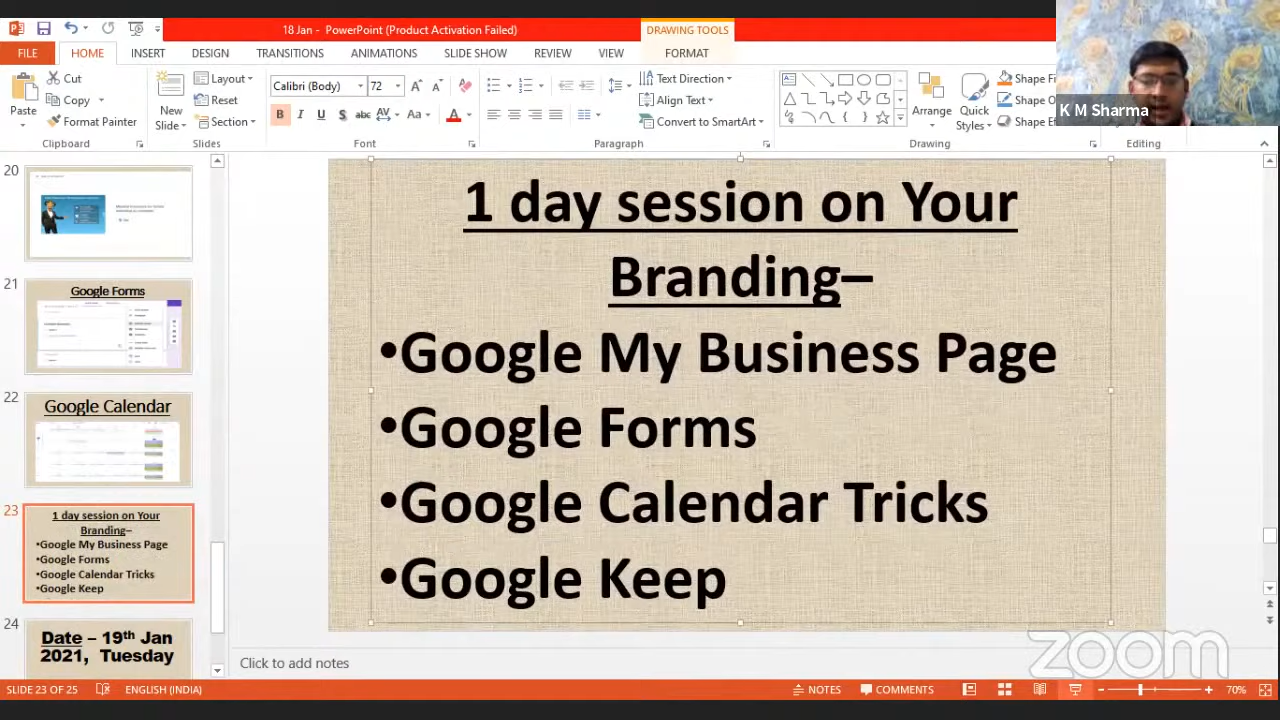 18 Jan - PowerPoint (Product Activation Failed)
DRAWING TOOLS
FILE
HOME
INSERT
DESIGN
TRANSITIONS
ANIMATIONS
SLIDE SHOW
REVIEW
VIEW
FORMAT
K M Sharma
Paste
Cut
Copy
Format Painter
Clipboard
New
Slide
Layout
Reset
Section
Slides
Calibri (Body)
72
Font
Text Direction
Align Text
Convert to SmartArt
Paragraph
Arrange
Quick
Styles
Shape Fi
Shape O
Shape Ef
Drawing
Editing
20
21
Google Forms
22
Google Calendar
23
1 day session on Your
Branding–
•Google My Business Page
•Google Forms
•Google Calendar Tricks
•Google Keep
24
Date – 19th Jan
2021, Tuesday
1 day session on Your
Branding–
•Google My Business Page
•Google Forms
•Google Calendar Tricks
•Google Keep
Click to add notes
zoom
SLIDE 23 OF 25
ENGLISH (INDIA)
NOTES
COMMENTS
70%